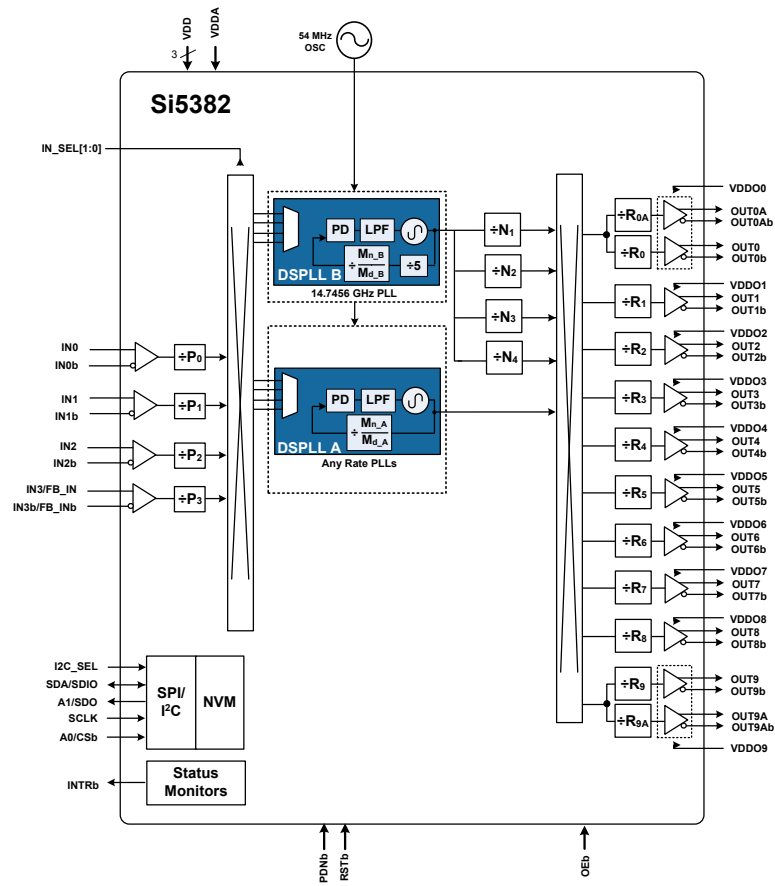 VDD
VDDA
3
54 MHz
OSC
Si5382
IN_SEL[1:0]
PD
LPF
÷
Mn_B
Md_B
÷5
DSPLL B
14.7456 GHz PLL
÷N1
÷N2
÷N3
÷N4
PD
LPF
÷
Mn_A
Md_A
DSPLL A
Any Rate PLLs
IN0
IN0b
÷P0
IN1
IN1b
÷P1
IN2
IN2b
÷P2
IN3/FB_IN
IN3b/FB_INb
÷P3
÷R0A
÷R0
÷R1
÷R2
÷R3
÷R4
÷R5
÷R6
÷R7
÷R8
÷R9
÷R9A
VDDO0
OUT0A
OUT0Ab
OUT0
OUT0b
VDDO1
OUT1
OUT1b
VDDO2
OUT2
OUT2b
VDDO3
OUT3
OUT3b
VDDO4
OUT4
OUT4b
VDDO5
OUT5
OUT5b
VDDO6
OUT6
OUT6b
VDDO7
OUT7
OUT7b
VDDO8
OUT8
OUT8b
OUT9
OUT9b
OUT9A
OUT9Ab
VDDO9
I2C_SEL
SDA/SDIO
A1/SDO
SCLK
A0/CSb
SPI/
I²C
NVM
INTRb
Status
Monitors
PDNb
RSTb
OEb